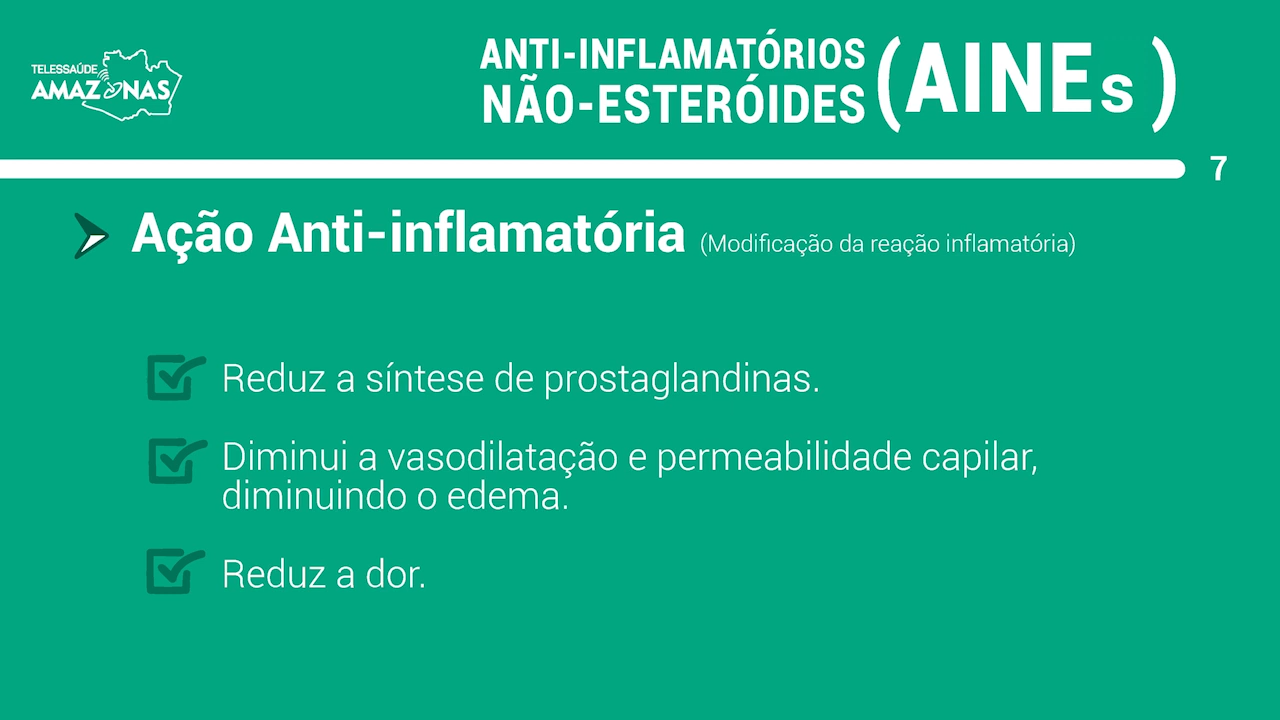 TELESSAÚDE
AMAZONAS
ANTI-INFLAMATÓRIOS
NÃO-ESTERÓIDES
(AINEs)
7
Ação Anti-inflamatória (Modificação da reação inflamatória)
Reduz a síntese de prostaglandinas.
Diminui a vasodilatação e permeabilidade capilar,
diminuindo o edema.
Reduz a dor.